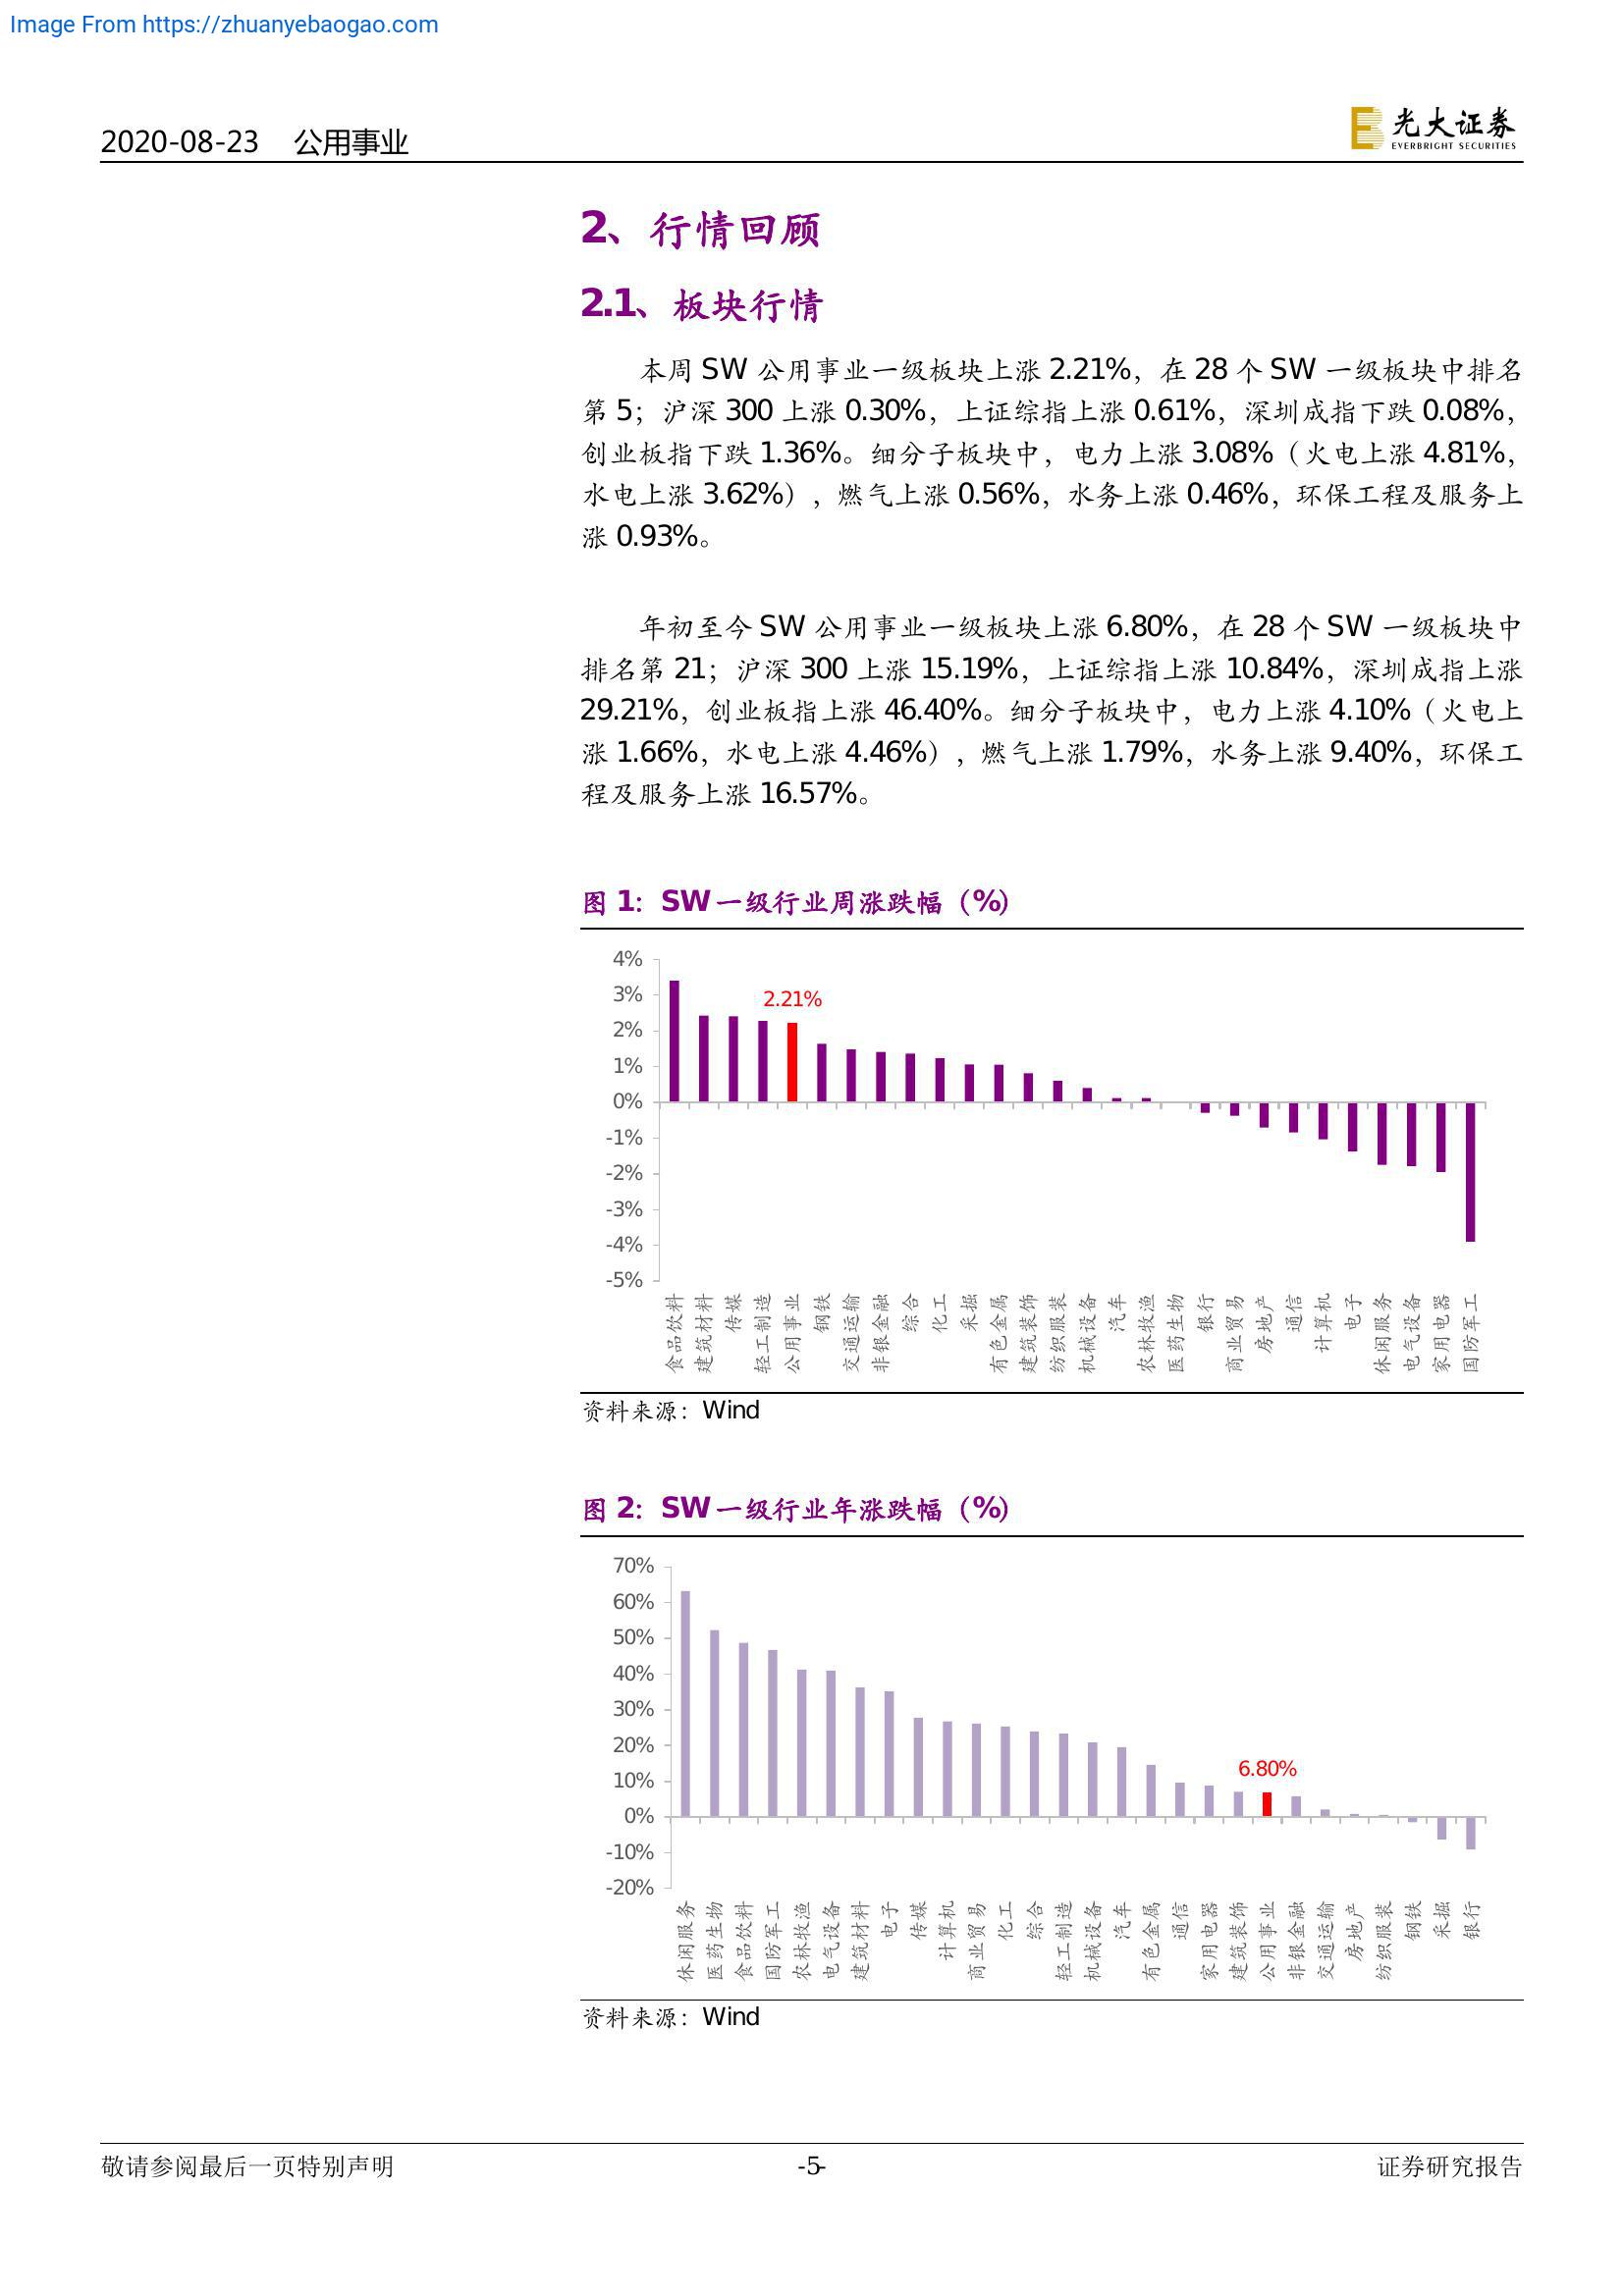 Image From https://zhuanyebaogao.com
2020-08-23 公用事业
光大证券
EVERBRIGHT SECURITIES
2、行情回顾
2.1、板块行情
本周 SW 公用事业一级板块上涨 2.21%，在 28 个 SW 一级板块中排名
第 5；沪深 300 上涨 0.30%，上证综指上涨 0.61%，深圳成指下跌 0.08%，
创业板指下跌 1.36%。细分子板块中，电力上涨 3.08%（火电上涨 4.81%，
水电上涨 3.62%），燃气上涨 0.56%，水务上涨 0.46%，环保工程及服务上
涨 0.93%。
年初至今 SW 公用事业一级板块上涨 6.80%，在 28 个 SW 一级板块中
排名第 21；沪深 300 上涨 15.19%，上证综指上涨 10.84%，深圳成指上涨
29.21%，创业板指上涨 46.40%。细分子板块中，电力上涨 4.10%（火电上
涨 1.66%，水电上涨 4.46%），燃气上涨 1.79%，水务上涨 9.40%，环保工
程及服务上涨 16.57%。
图 1：SW 一级行业周涨跌幅（%）
4%
3%
2%
1%
0%
-1%
-2%
-3%
-4%
-5%
2.21%
食品饮料
建筑材料
传媒
轻工制造
公用事业
钢铁
交通运输
非银金融
综合
化工
采掘
有色金属
建筑装饰
纺织服装
机械设备
汽车
农林牧渔
医药生物
银行
商业贸易
房地产
通信
计算机
电子
休闲服务
电气设备
家用电器
国防军工
资料来源：Wind
图 2：SW 一级行业年涨跌幅（%）
70%
60%
50%
40%
30%
20%
10%
0%
-10%
-20%
6.80%
休闲服务
医药生物
食品饮料
国防军工
农林牧渔
电气设备
建筑材料
电子
传媒
计算机
商业贸易
化工
综合
轻工制造
机械设备
汽车
有色金属
通信
家用电器
建筑装饰
公用事业
非银金融
交通运输
房地产
纺织服装
钢铁
采掘
银行
资料来源：Wind
敬请参阅最后一页特别声明
-5-
证券研究报告